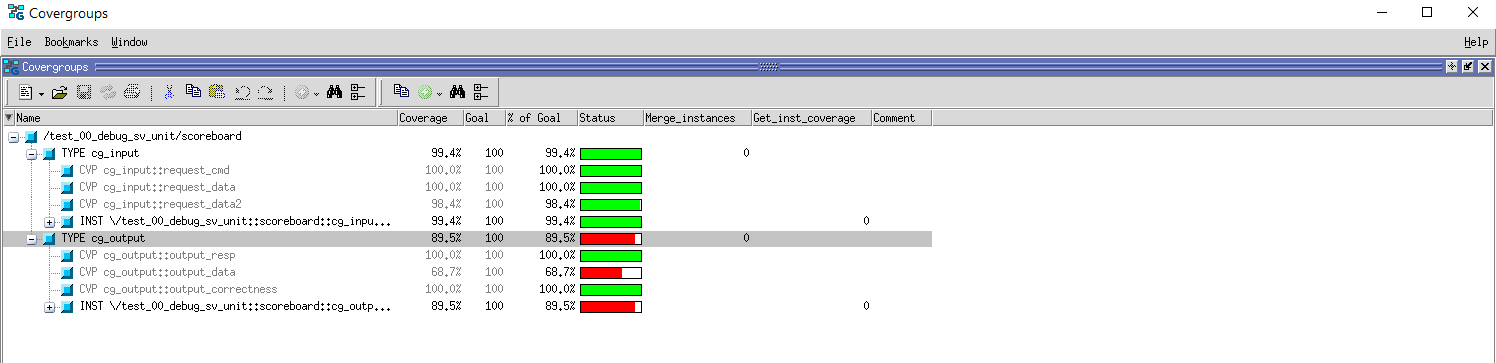 Covergroups
File Bookmarks Window Help
Covergroups
Name Coverage Goal % of Goal Status Merge_instances Get_inst_coverage Comment
/test_00_debug_sv_unit/scoreboard
TYPE cg_input 99.4% 100 99.4% 0
CVP cg_input::request_cmd 100.0% 100 100.0%
CVP cg_input::request_data 100.0% 100 100.0%
CVP cg_input::request_data2 98.4% 100 98.4%
INST \/test_00_debug_sv_unit::scoreboard::cg_inpu... 99.4% 100 99.4% 0
TYPE cg_output 89.5% 100 89.5% 0
CVP cg_output::output_resp 100.0% 100 100.0%
CVP cg_output::output_data 68.7% 100 68.7%
CVP cg_output::output_correctness 100.0% 100 100.0%
INST \/test_00_debug_sv_unit::scoreboard::cg_outp... 89.5% 100 89.5% 0